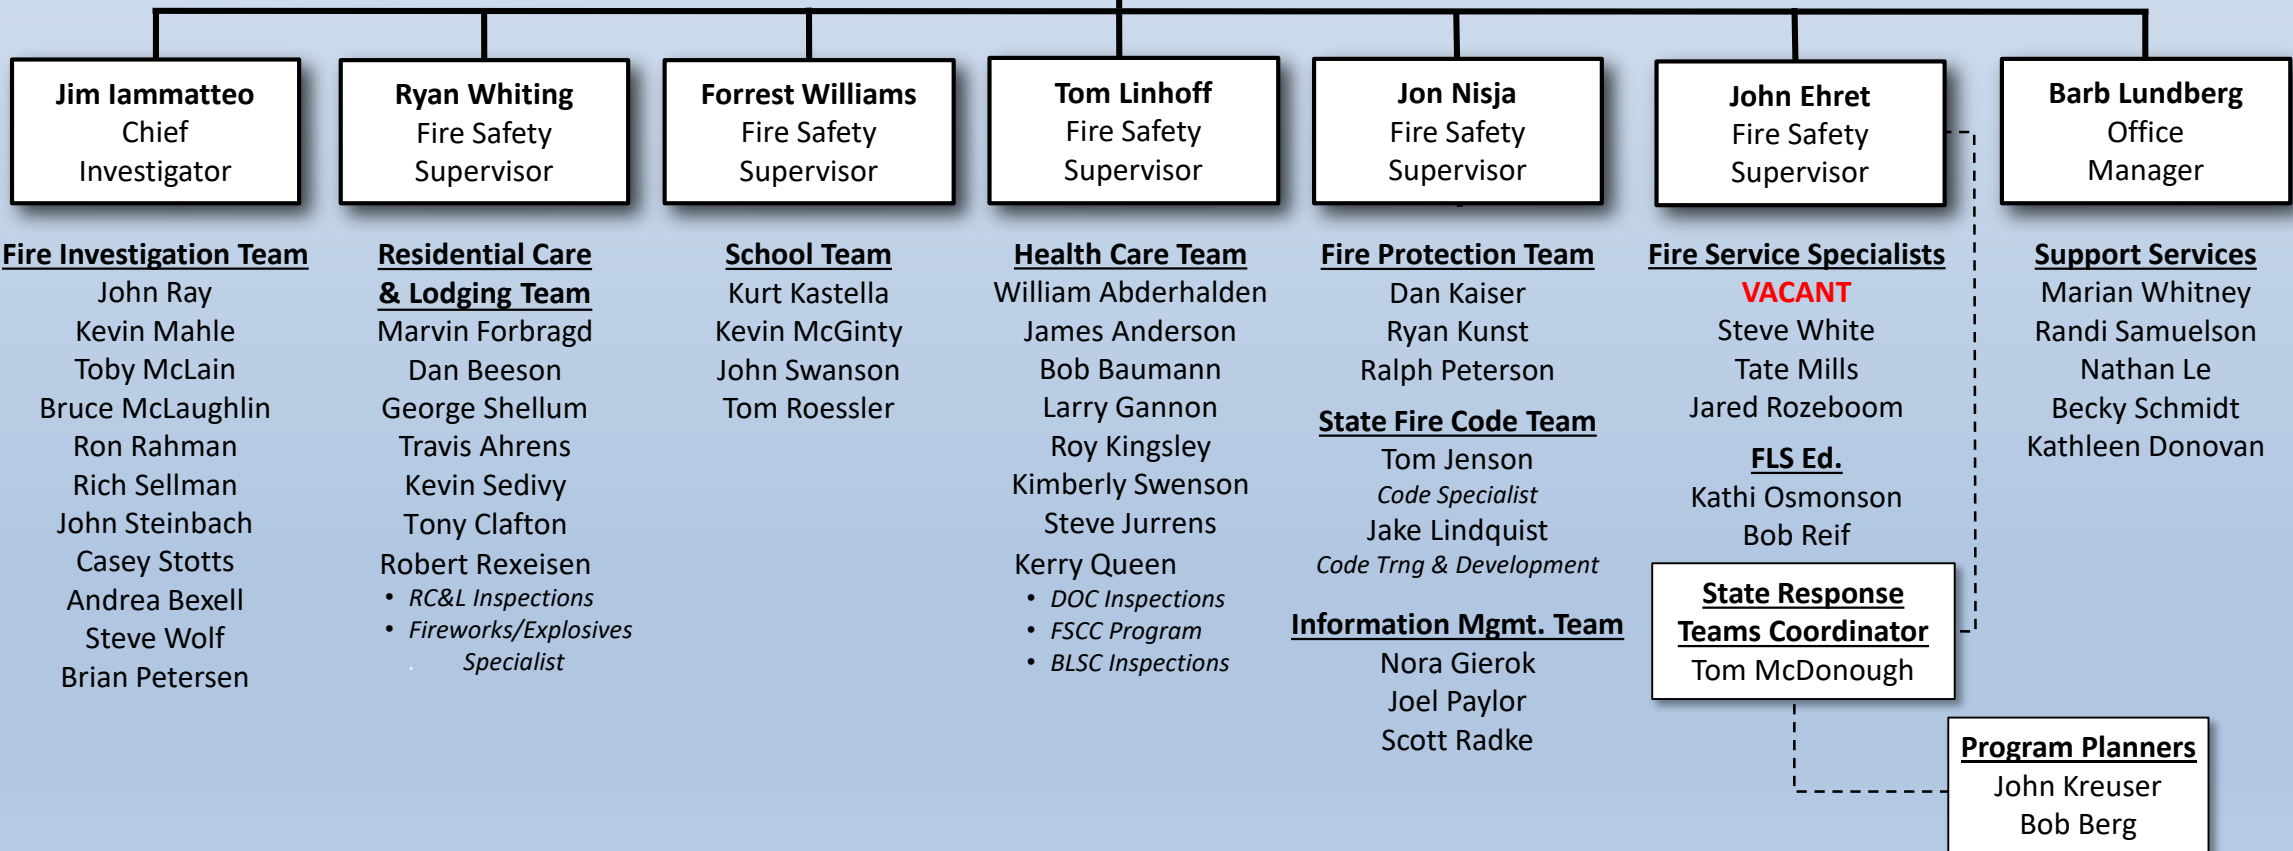 Jim Iammatteo
Chief
Investigator
Fire Investigation Team
John Ray
Kevin Mahle
Toby McLain
Bruce McLaughlin
Ron Rahman
Rich Sellman
John Steinbach
Casey Stotts
Andrea Bexell
Steve Wolf
Brian Petersen
Ryan Whiting
Fire Safety
Supervisor
Residential Care
& Lodging Team
Marvin Forbragd
Dan Beeson
George Shellum
Travis Ahrens
Kevin Sedivy
Tony Clafton
Robert Rexeisen
• RC&L Inspections
• Fireworks/Explosives
. Specialist
Forrest Williams
Fire Safety
Supervisor
School Team
Kurt Kastella
Kevin McGinty
John Swanson
Tom Roessler
Tom Linhoff
Fire Safety
Supervisor
Health Care Team
William Abderhalden
James Anderson
Bob Baumann
Larry Gannon
Roy Kingsley
Kimberly Swenson
Steve Jurrens
Kerry Queen
• DOC Inspections
• FSCC Program
• BLSC Inspections
Jon Nisja
Fire Safety
Supervisor
Fire Protection Team
Dan Kaiser
Ryan Kunst
Ralph Peterson
State Fire Code Team
Tom Jenson
Code Specialist
Jake Lindquist
Code Trng & Development
Information Mgmt. Team
Nora Gierok
Joel Paylor
Scott Radke
John Ehret
Fire Safety
Supervisor
Fire Service Specialists
VACANT
Steve White
Tate Mills
Jared Rozeboom
FLS Ed.
Kathi Osmonson
Bob Reif
State Response
Teams Coordinator
Tom McDonough
Program Planners
John Kreuser
Bob Berg
Barb Lundberg
Office
Manager
Support Services
Marian Whitney
Randi Samuelson
Nathan Le
Becky Schmidt
Kathleen Donovan